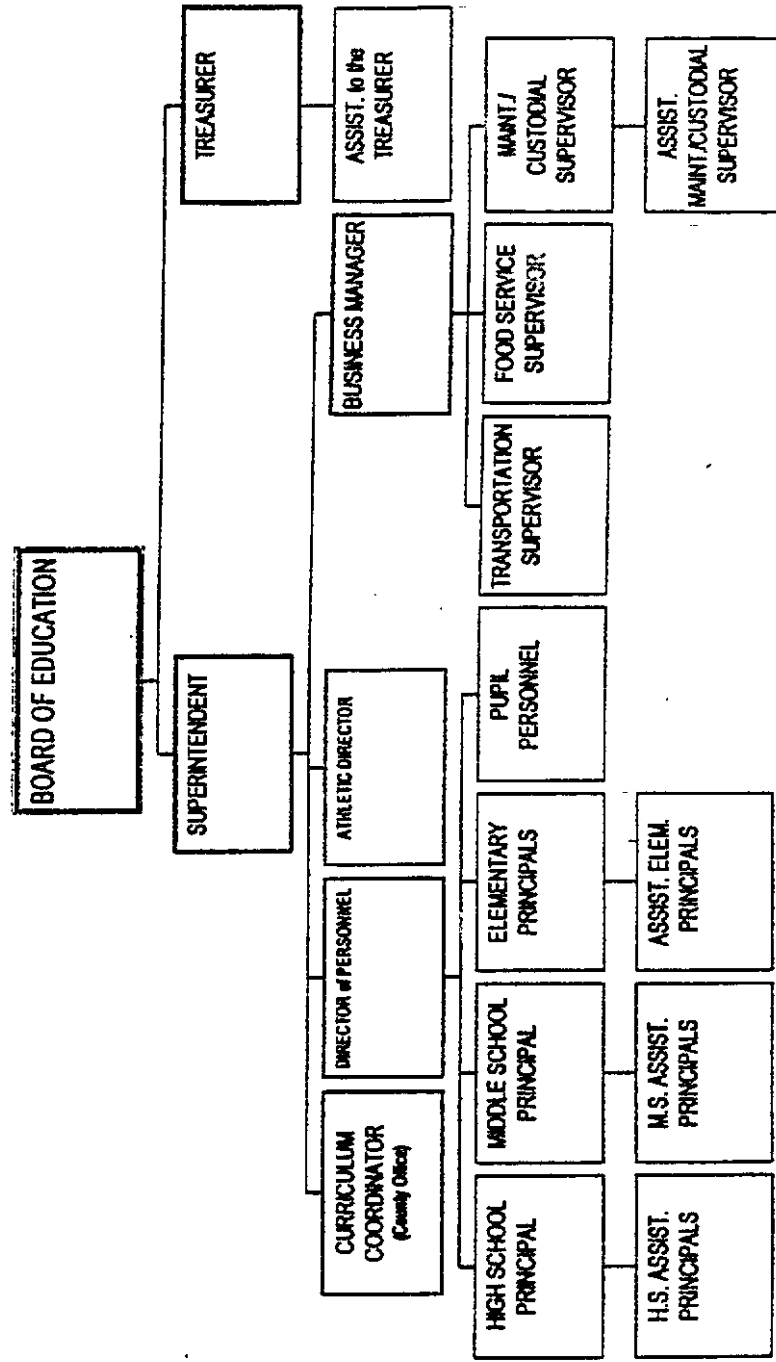 BOARD OF EDUCATION
SUPERINTENDENT
TREASURER
CURRICULUM
COORDINATOR
(County Office)
DIRECTOR of PERSONNEL
ATHLETIC DIRECTOR
BUSINESS MANAGER
ASSIST. to the
TREASURER
HIGH SCHOOL
PRINCIPAL
MIDDLE SCHOOL
PRINCIPAL
ELEMENTARY
PRINCIPALS
PUPIL
PERSONNEL
TRANSPORTATION
SUPERVISOR
FOOD SERVICE
SUPERVISOR
MAINT./
CUSTODIAL
SUPERVISOR
H.S. ASSIST.
PRINCIPALS
M.S. ASSIST.
PRINCIPALS
ASSIST. ELEM.
PRINCIPALS
ASSIST.
MAINT./CUSTODIAL
SUPERVISOR